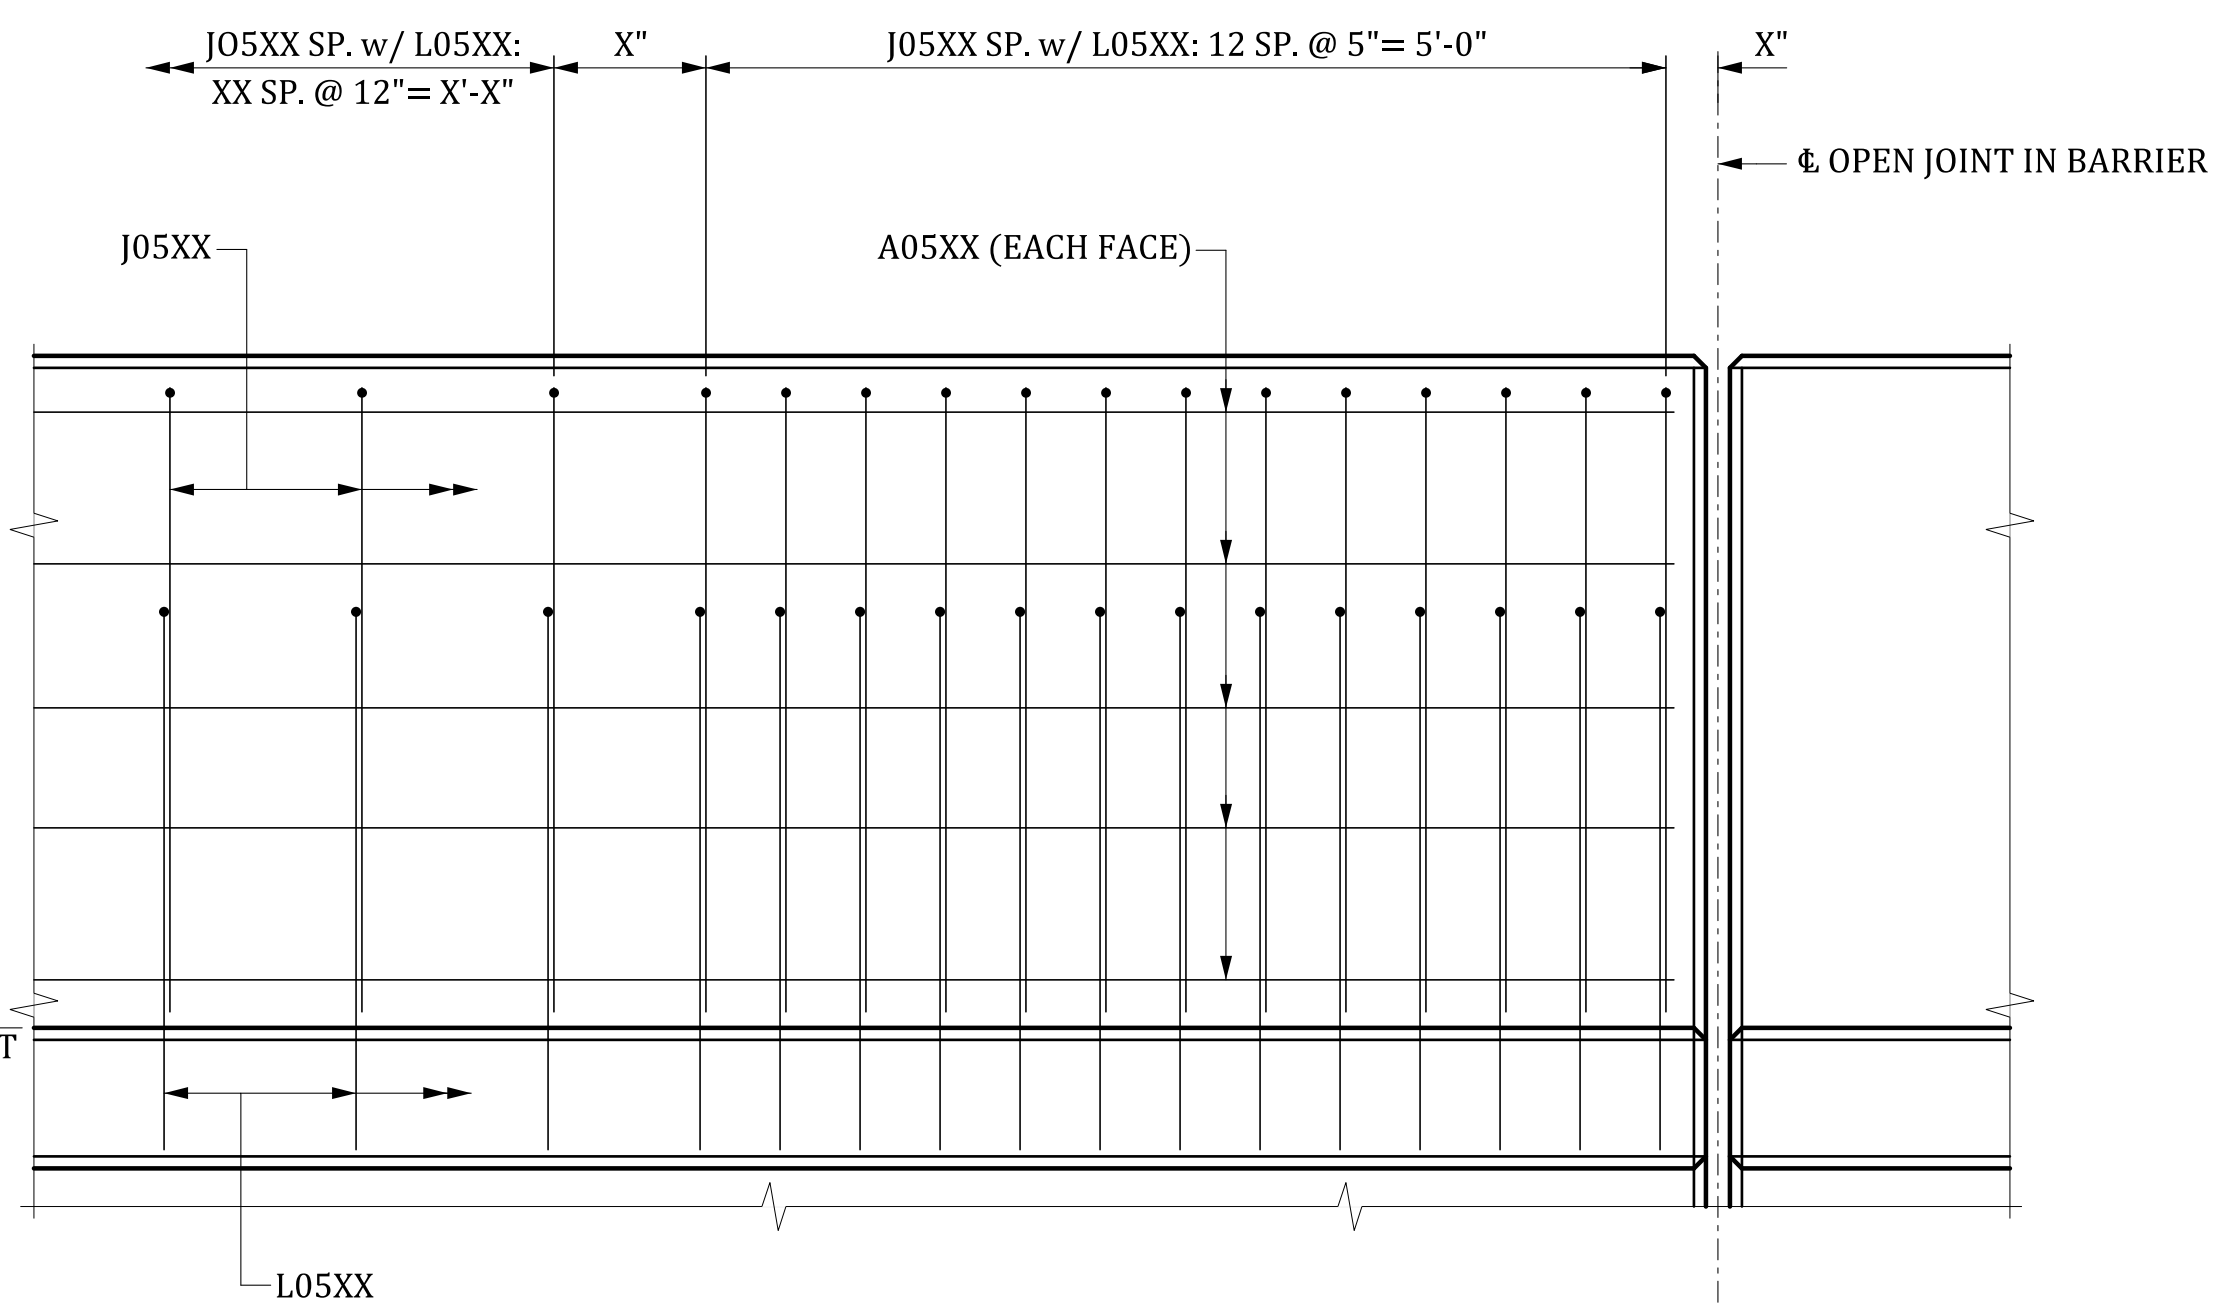 JO5XX SP. w/ L05XX:
XX SP. @ 12"= X'-X"
X"
J05XX SP. w/ L05XX: 12 SP. @ 5"= 5'-0"
X"
℄ OPEN JOINT IN BARRIER
J05XX
A05XX (EACH FACE)
T
L05XX